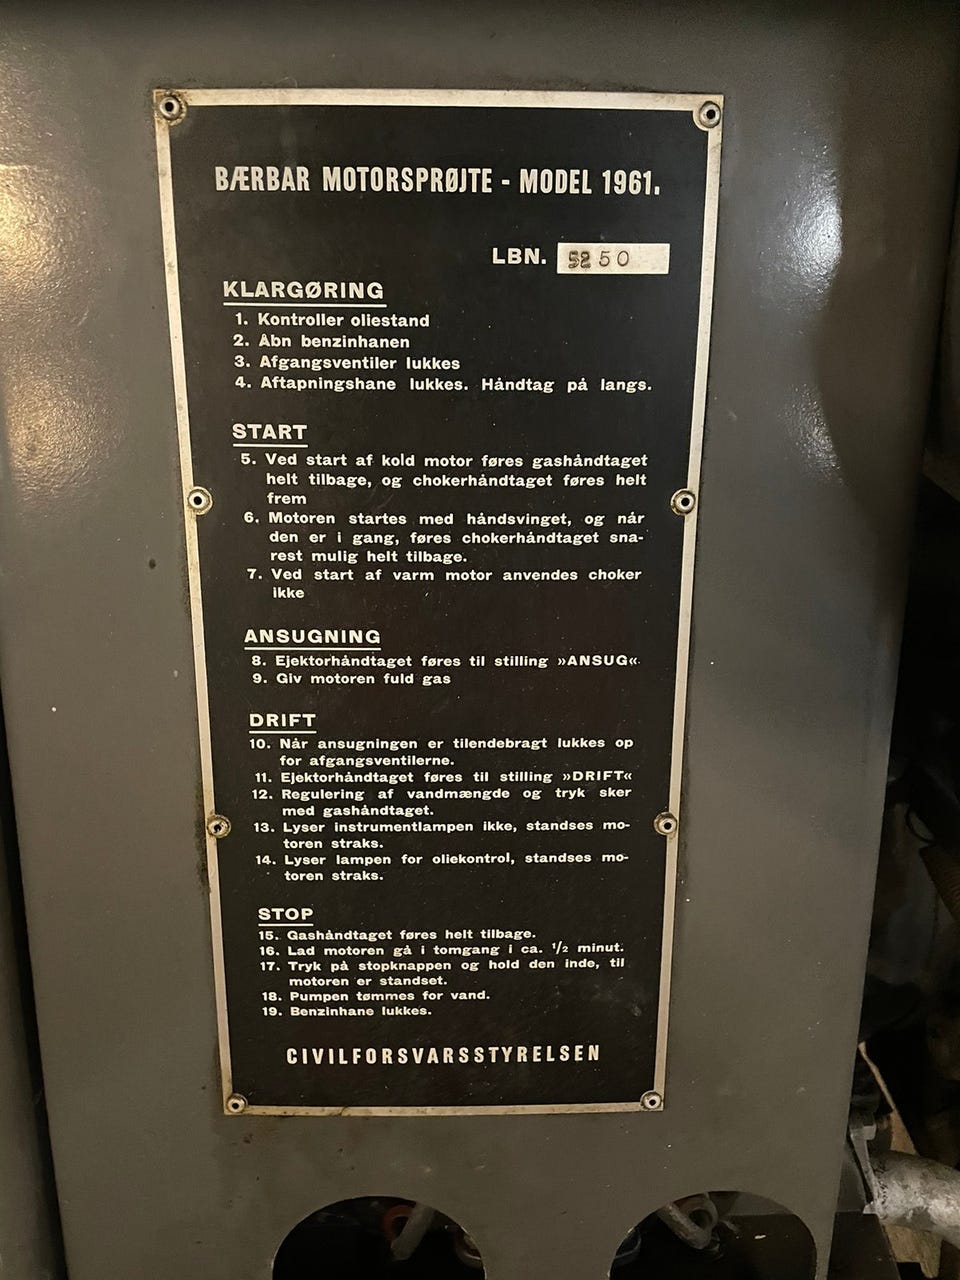 BÆRBAR MOTORSPRØJTE - MODEL 1961.
LBN. 5250
KLARGØRING
1. Kontroller oliestand
2. Åbn benzinhanen
3. Afgangsventiler lukkes
4. Aftapningshane lukkes. Håndtag på langs.
START
5. Ved start af kold motor føres gashåndtaget
helt tilbage, og chokerhåndtaget føres helt
frem
6. Motoren startes med håndsvinget, og når
den er i gang, føres chokerhåndtaget sna-
rest mulig helt tilbage.
7. Ved start af varm motor anvendes choker
ikke
ANSUGNING
8. Ejektorhåndtaget føres til stilling »ANSUG«
9. Giv motoren fuld gas
DRIFT
10. Når ansugningen er tilendebragt lukkes op
for afgangsventilerne.
11. Ejektorhåndtaget føres til stilling »DRIFT«
12. Regulering af vandmængde og tryk sker
med gashåndtaget.
13. Lyser instrumentlampen ikke, standses mo-
toren straks.
14. Lyser lampen for oliekontrol, standses mo-
toren straks.
STOP
15. Gashåndtaget føres helt tilbage.
16. Lad motoren gå i tomgang i ca. 1/2 minut.
17. Tryk på stopknappen og hold den inde, til
motoren er standset.
18. Pumpen tømmes for vand.
19. Benzinhane lukkes.
CIVILFORSVARSSTYRELSEN